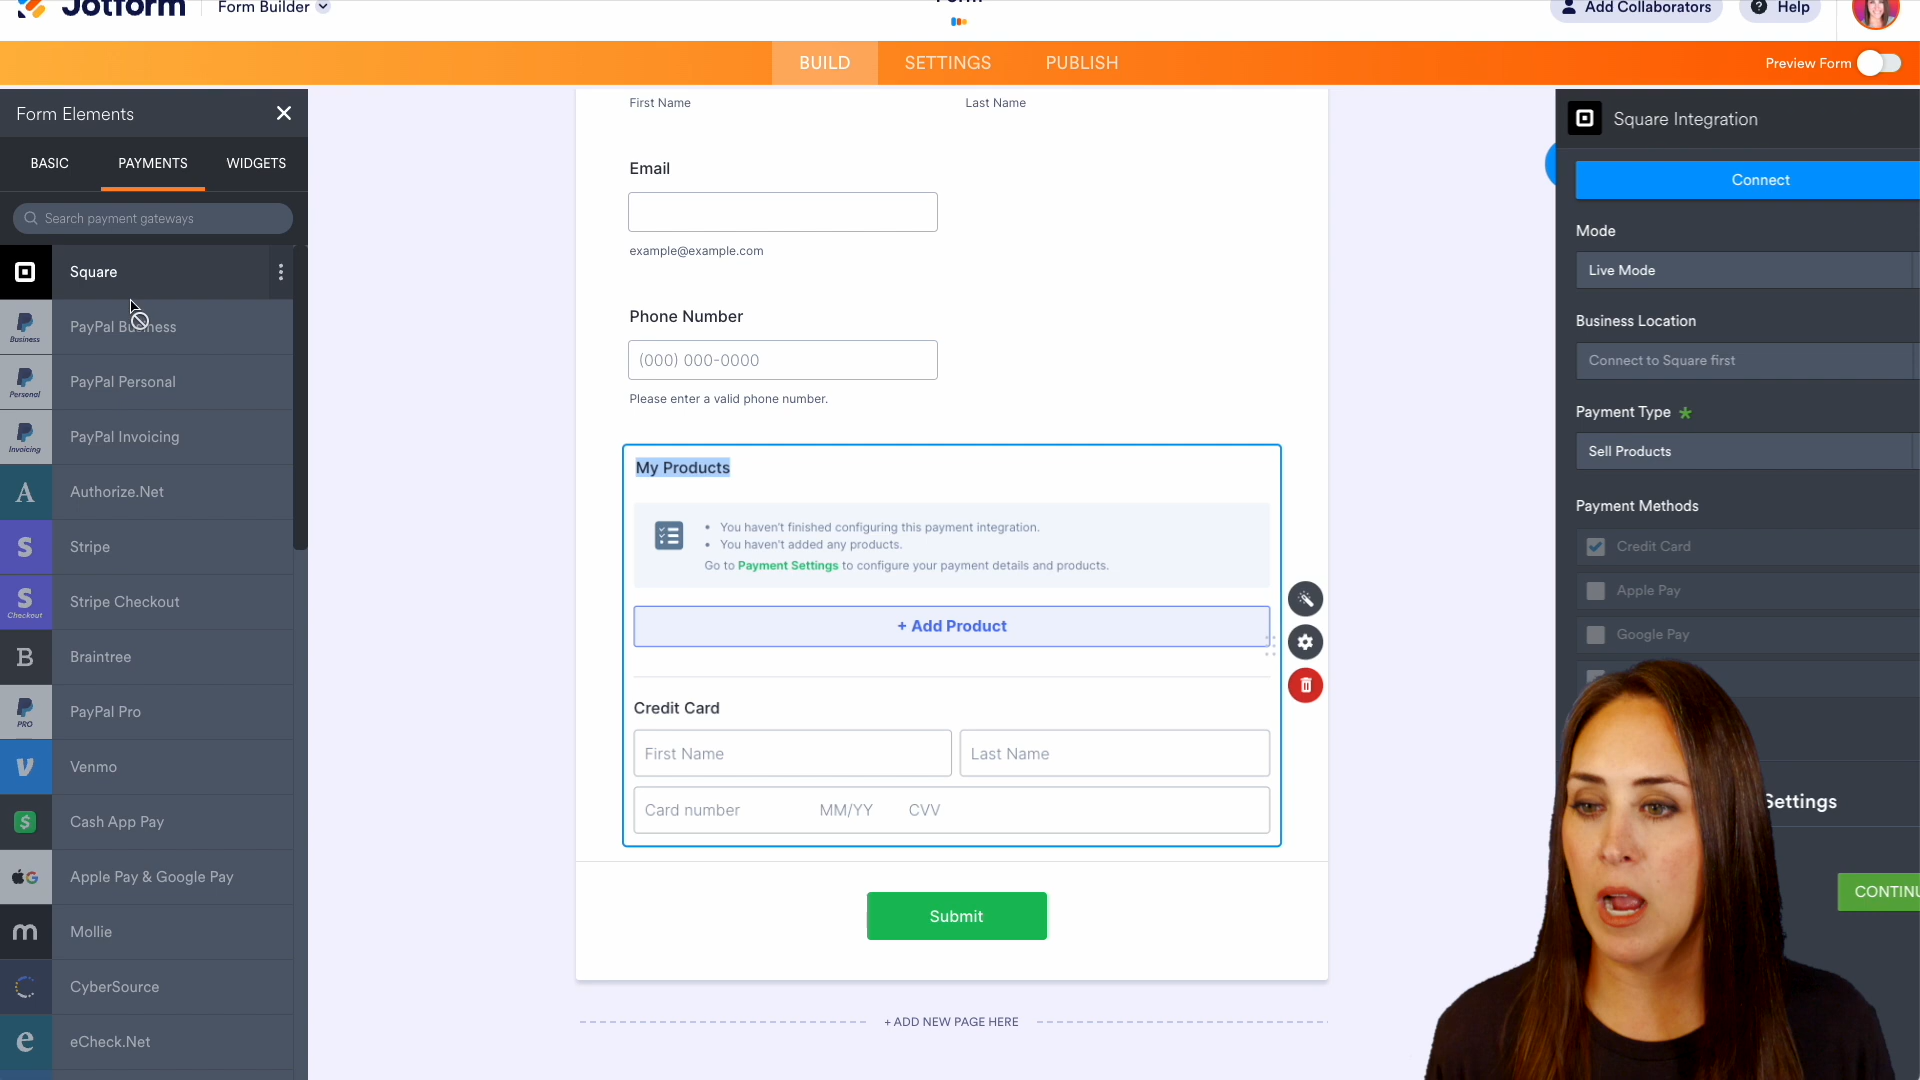 Jotform
Form Builder
Form
Add Collaborators
Help
BUILD
SETTINGS
PUBLISH
Preview Form
Form Elements
BASIC
PAYMENTS
WIDGETS
Search payment gateways
Square
PayPal Business
Business
PayPal Personal
Personal
PayPal Invoicing
Invoicing
Authorize.Net
Stripe
Stripe Checkout
Checkout
Braintree
PayPal Pro
PRO
Venmo
Cash App Pay
Apple Pay & Google Pay
Mollie
CyberSource
eCheck.Net
First Name
Last Name
Email
example@example.com
Phone Number
(000) 000-0000
Please enter a valid phone number.
My Products
• You haven't finished configuring this payment integration.
• You haven't added any products.
Go to Payment Settings to configure your payment details and products.
+ Add Product
Credit Card
First Name
Last Name
Card number MM/YY CVV
Submit
+ ADD NEW PAGE HERE
Square Integration
Connect
Mode
Live Mode
Business Location
Connect to Square first
Payment Type *
Sell Products
Payment Methods
Credit Card
Apple Pay
Google Pay
Settings
CONTINU